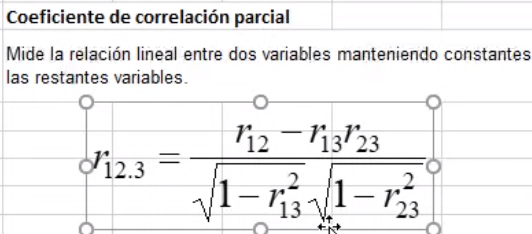 Coeficiente de correlación parcial
Mide la relación lineal entre dos variables manteniendo constantes
las restantes variables.
r₁₂.₃ = (r₁₂ − r₁₃r₂₃) / (√(1 − r₁₃²) √(1 − r₂₃²))